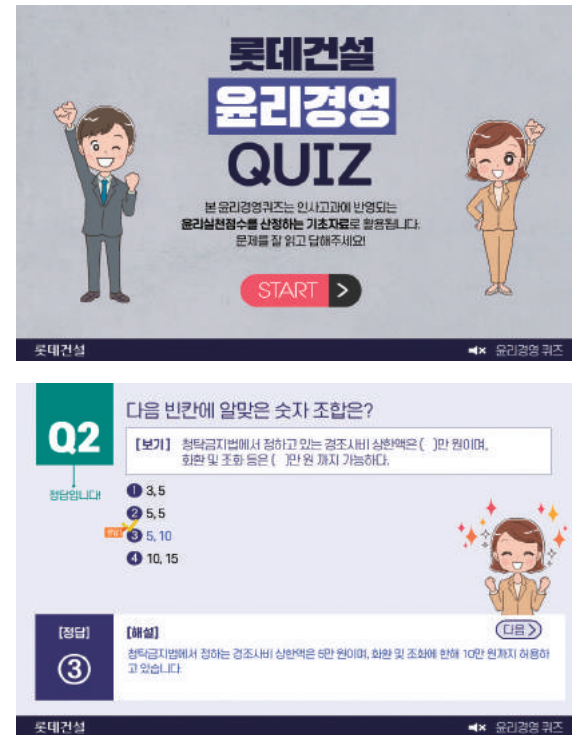 롯데건설
윤리경영
QUIZ
본 윤리경영퀴즈는 인사고과에 반영되는
윤리실천점수를 산정하는 기초자료로 활용됩니다.
문제를 잘 읽고 답해주세요!
START >
롯데건설
윤리경영 퀴즈
Q2
다음 빈칸에 알맞은 숫자 조합은?
[보기] 청탁금지법에서 정하고 있는 경조사비 상한액은 ( )만 원이며,
화환 및 조화 등은 ( )만 원 까지 가능하다.
정답입니다!
❶ 3, 5
❷ 5, 5
❸ 5, 10
❹ 10, 15
다음 >
[정답]
③
[해설]
청탁금지법에서 정하는 경조사비 상한액은 5만 원이며, 화환 및 조화에 한해 10만 원까지 허용하
고 있습니다.
롯데건설
윤리경영 퀴즈